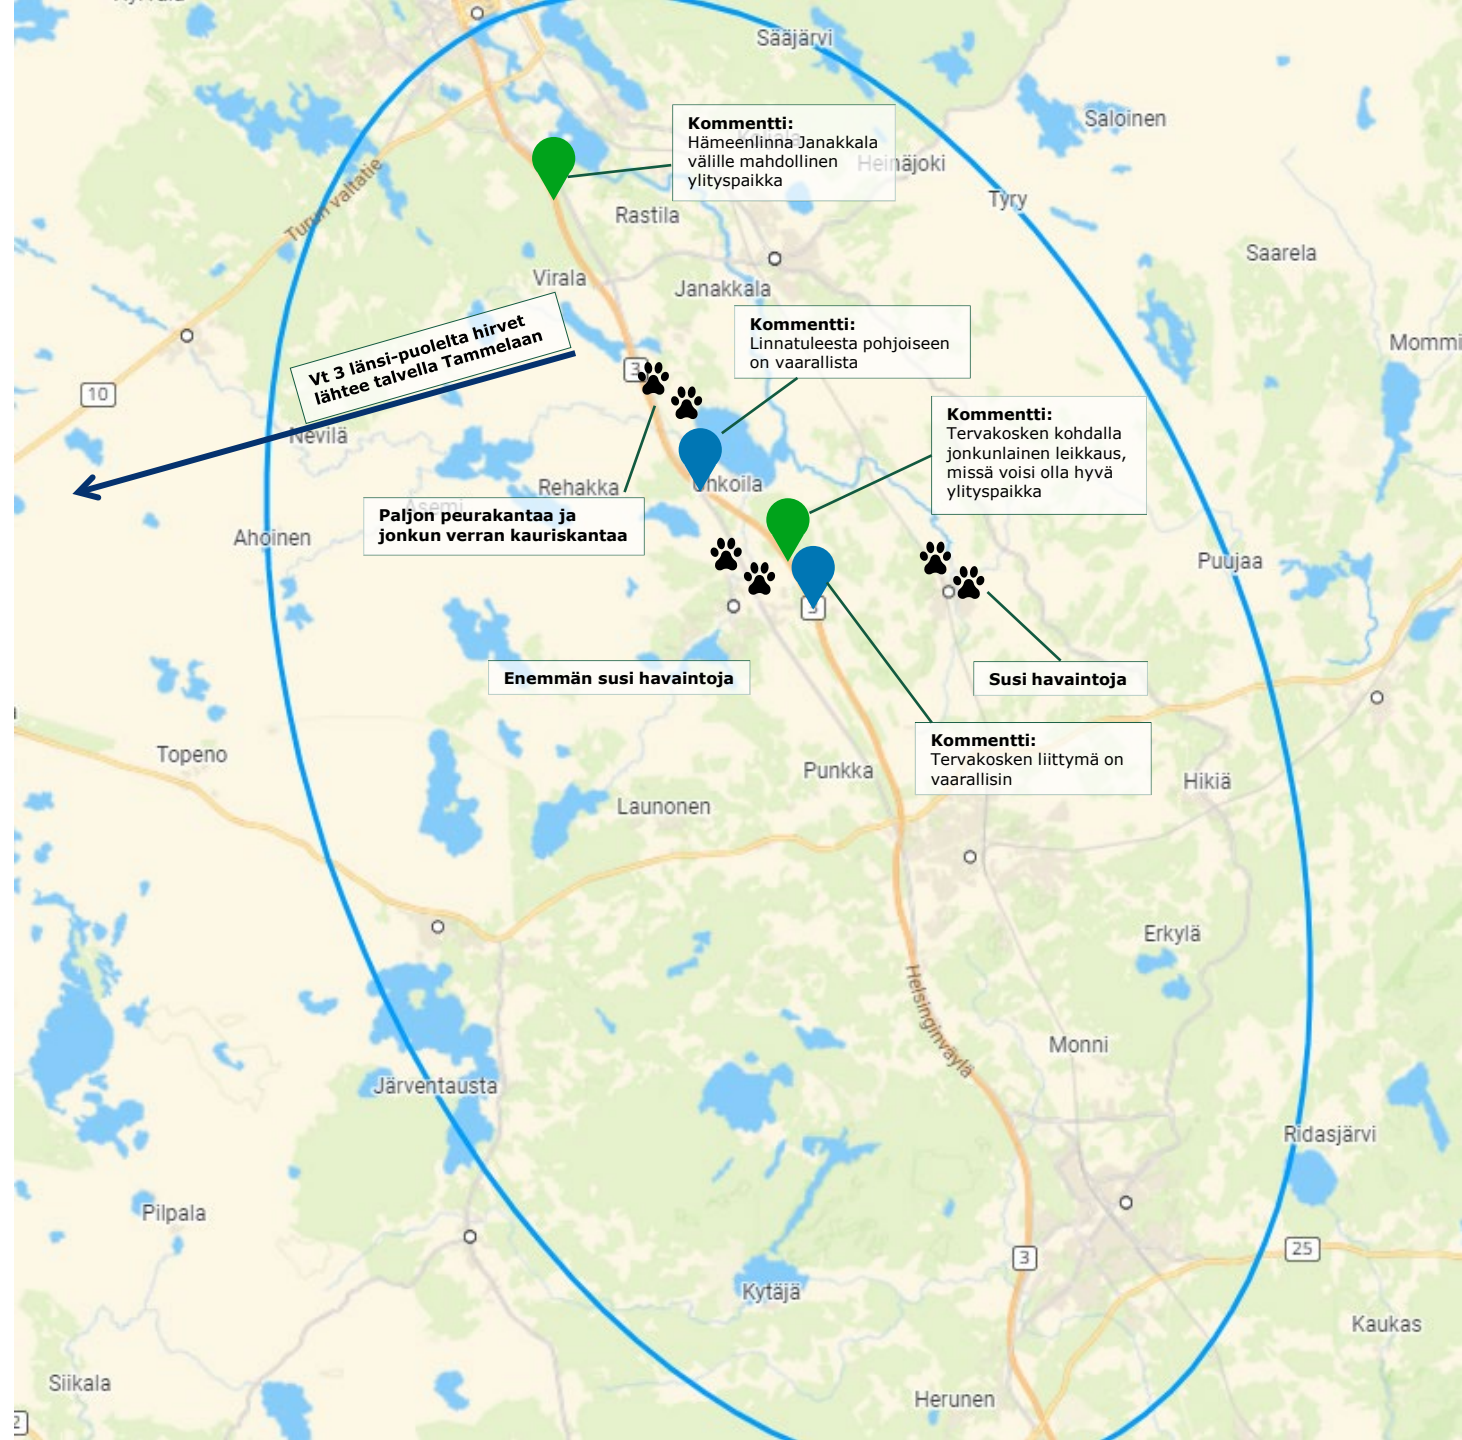 Sääjärvi
Kommentti:
Hämeenlinna Janakkala
välille mahdollinen
ylityspaikka
Saloinen
Heinäjoki
Turun valtatie
Tyry
Rastila
Saarela
Virala
Janakkala
Vt 3 länsi-puolelta hirvet
lähtee talvella Tammelaan
Kommentti:
Linnatuleesta pohjoiseen
on vaarallista
Mommi
3
10
Nevilä
Kommentti:
Tervakosken kohdalla
jonkunlainen leikkaus,
missä voisi olla hyvä
ylityspaikka
Rehakka
Paljon peurakantaa ja
jonkun verran kauriskantaa
Ahoinen
Puujaa
3
Enemmän susi havaintoja
Susi havaintoja
Kommentti:
Tervakosken liittymä on
vaarallisin
Topeno
Punkka
Hikiä
Launonen
Erkylä
Helsinginväylä
Monni
Järventausta
Ridasjärvi
Pilpala
25
3
Kytäjä
Kaukas
Siikala
Herunen
2